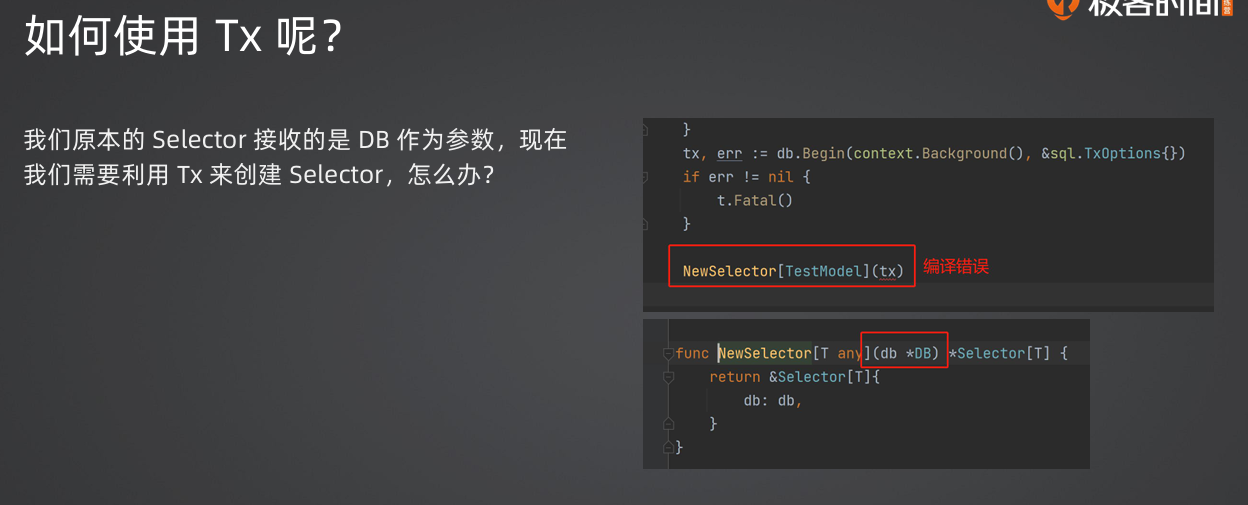 极客时间
如何使用 Tx 呢？
我们原本的 Selector 接收的是 DB 作为参数，现在
我们需要利用 Tx 来创建 Selector，怎么办？
}
tx, err := db.Begin(context.Background(), &sql.TxOptions{})
if err != nil {
t.Fatal()
}
NewSelector[TestModel](tx)
编译错误
func NewSelector[T any](db *DB) *Selector[T] {
return &Selector[T]{
db: db,
}
}